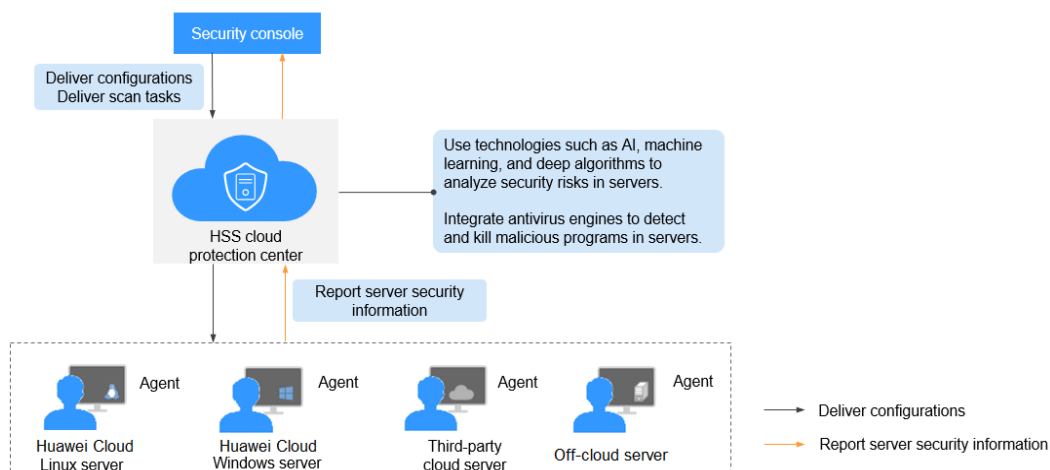 Security console
Deliver configurations
Deliver scan tasks
Use technologies such as AI, machine
learning, and deep algorithms to
analyze security risks in servers.
Integrate antivirus engines to detect
and kill malicious programs in servers.
HSS cloud
protection center
Report server security
information
Agent
Agent
Agent
Agent
Huawei Cloud
Linux server
Huawei Cloud
Windows server
Third-party
cloud server
Off-cloud server
Deliver configurations
Report server security information